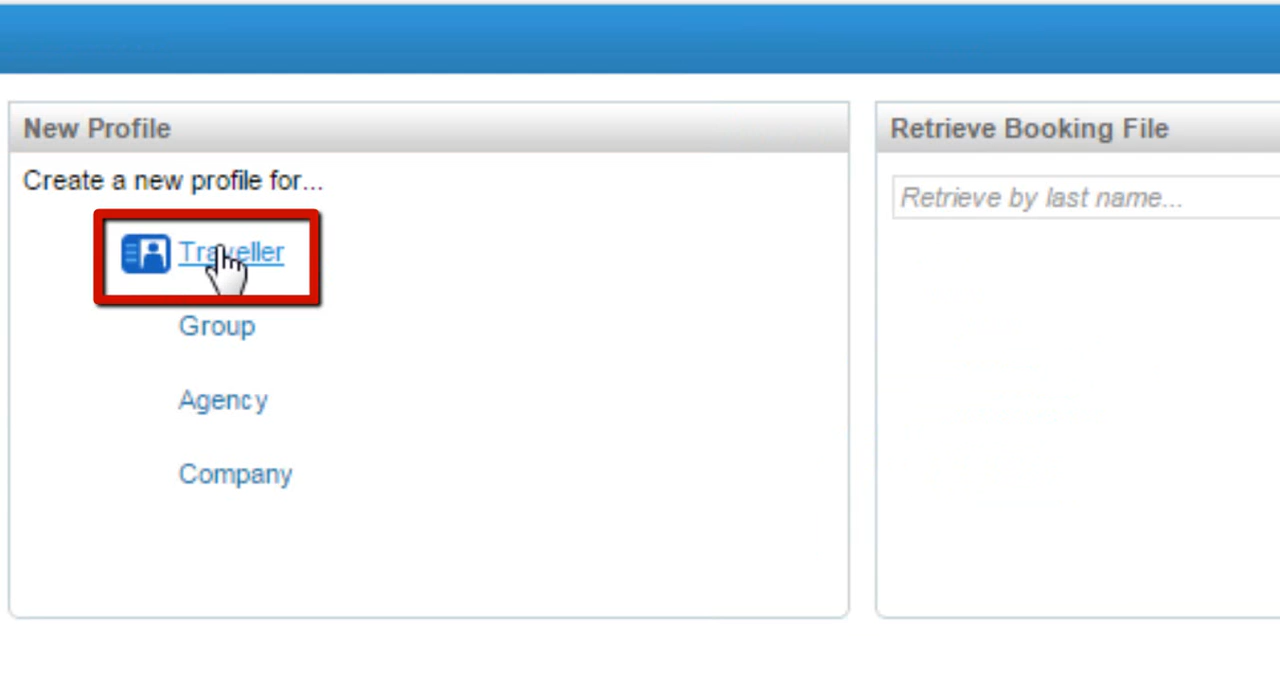 New Profile
Create a new profile for...
Traveller
Group
Agency
Company
Retrieve Booking File
Retrieve by last name...